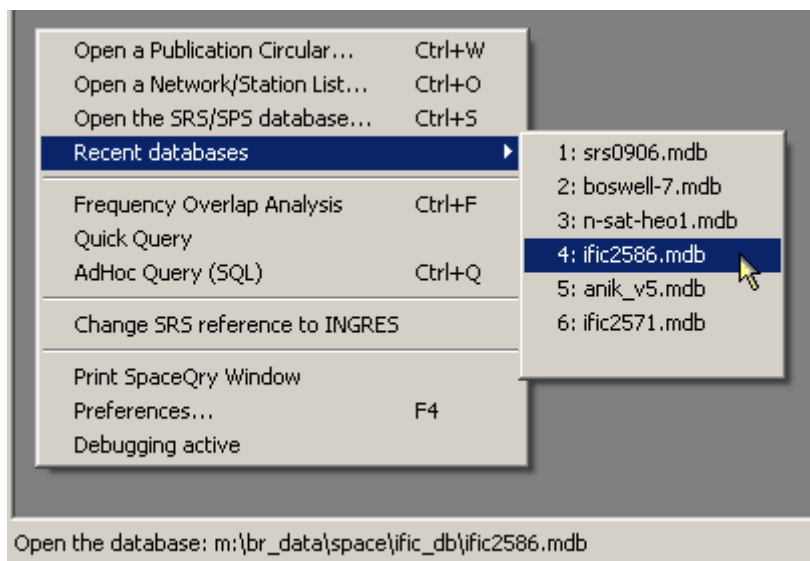 Open a Publication Circular... Ctrl+W
Open a Network/Station List... Ctrl+O
Open the SRS/SPS database... Ctrl+S
Recent databases
1: srs0906.mdb
2: boswell-7.mdb
3: n-sat-heo1.mdb
4: ific2586.mdb
5: anik_v5.mdb
6: ific2571.mdb
Frequency Overlap Analysis Ctrl+F
Quick Query
AdHoc Query (SQL) Ctrl+Q
Change SRS reference to INGRES
Print SpaceQry Window
Preferences... F4
Debugging active
Open the database: m:\br_data\space\ific_db\ific2586.mdb